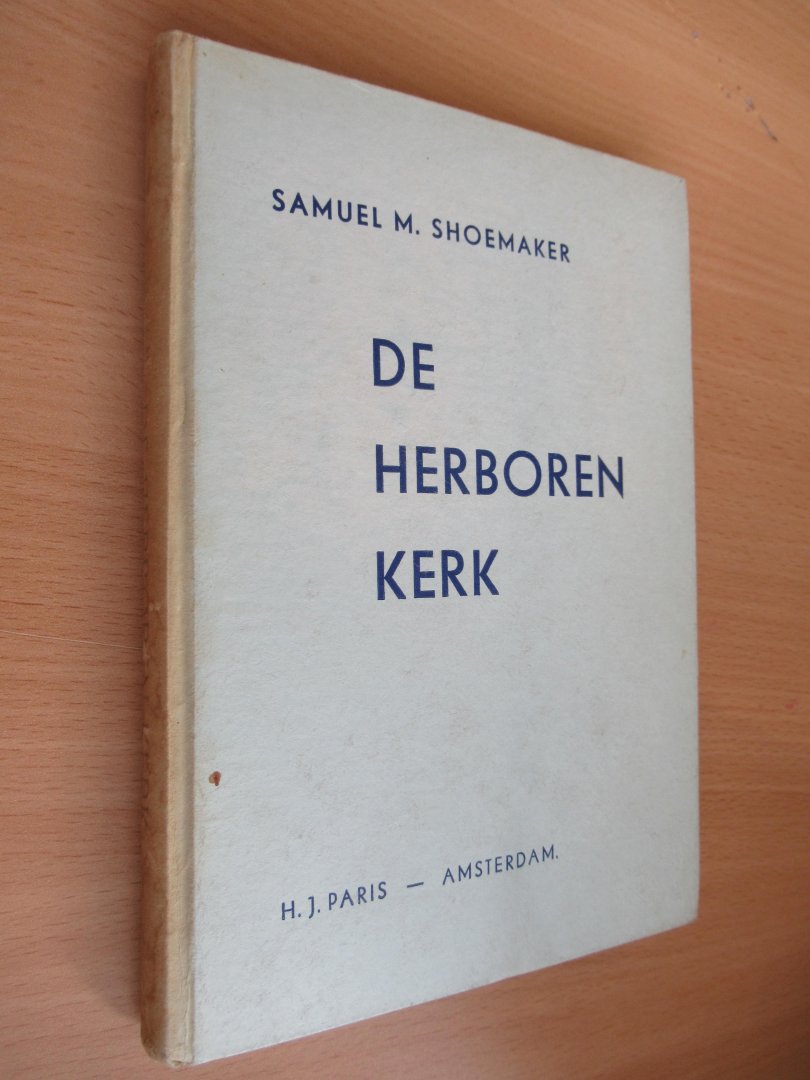 SAMUEL M. SHOEMAKER
DE
HERBOREN
KERK
H. J. PARIS — AMSTERDAM.